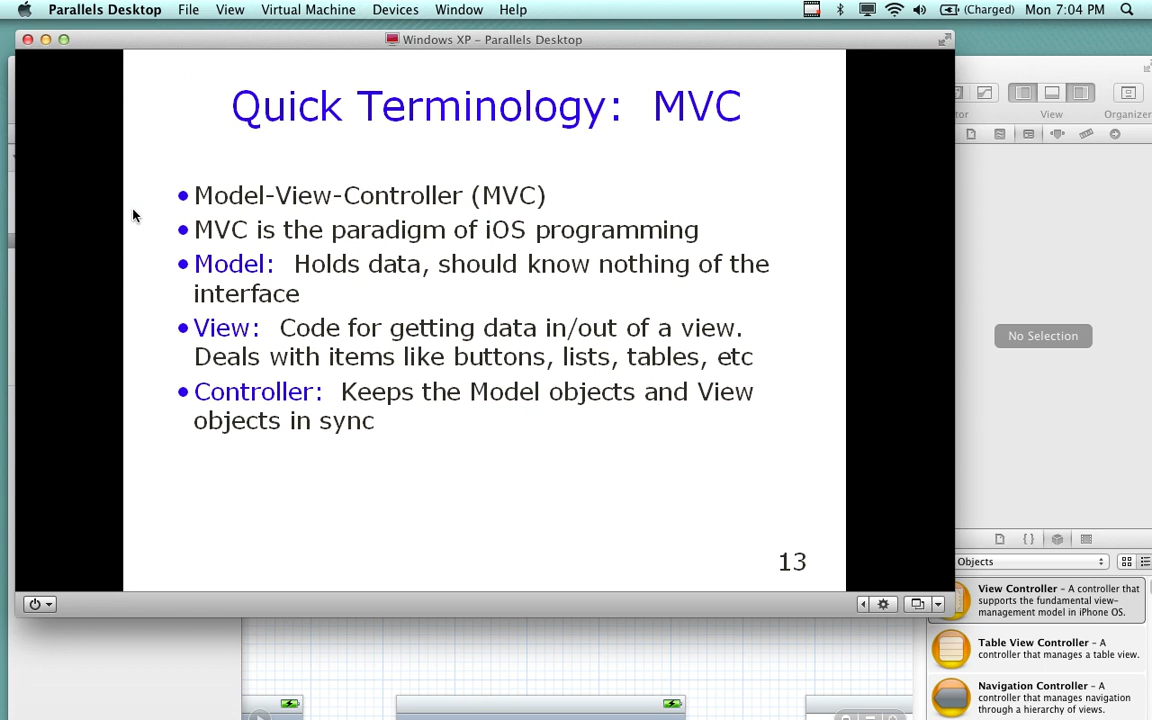 Parallels Desktop File View Virtual Machine Devices Window Help (Charged) Mon 7:04 PM
Windows XP – Parallels Desktop
Quick Terminology: MVC
• Model-View-Controller (MVC)
• MVC is the paradigm of iOS programming
• Model: Holds data, should know nothing of the
interface
• View: Code for getting data in/out of a view.
Deals with items like buttons, lists, tables, etc
• Controller: Keeps the Model objects and View
objects in sync
13
tor View Organizer
No Selection
Objects
View Controller – A controller that
supports the fundamental view-
management model in iPhone OS.
Table View Controller – A
controller that manages a table view.
Navigation Controller – A
controller that manages navigation
through a hierarchy of views.